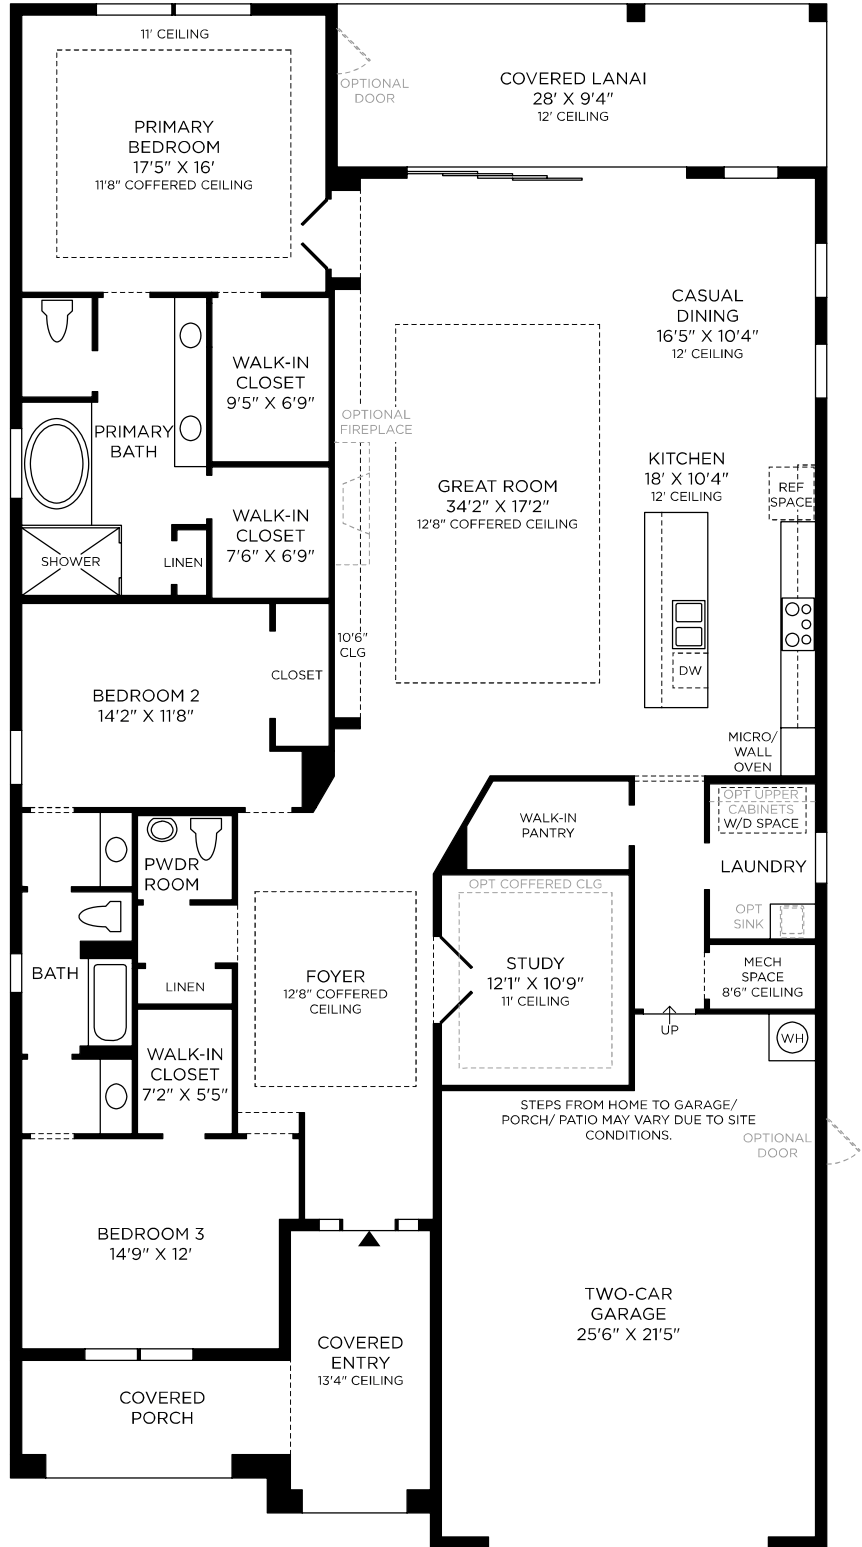 11' CEILING
OPTIONAL
DOOR
COVERED LANAI
28' X 9'4"
12' CEILING
PRIMARY
BEDROOM
17'5" X 16'
11'8" COFFERED CEILING
CASUAL
DINING
16'5" X 10'4"
12' CEILING
WALK-IN
CLOSET
9'5" X 6'9"
OPTIONAL
FIREPLACE
PRIMARY
BATH
KITCHEN
18' X 10'4"
12' CEILING
REF
SPACE
GREAT ROOM
34'2" X 17'2"
12'8" COFFERED CEILING
WALK-IN
CLOSET
7'6" X 6'9"
SHOWER
LINEN
10'6"
CLG
CLOSET
DW
BEDROOM 2
14'2" X 11'8"
MICRO/
WALL
OVEN
OPT UPPER
CABINETS
W/D SPACE
WALK-IN
PANTRY
PWDR
ROOM
LAUNDRY
OPT COFFERED CLG
OPT
SINK
BATH
FOYER
12'8" COFFERED
CEILING
STUDY
12'1" X 10'9"
11' CEILING
MECH
SPACE
8'6" CEILING
LINEN
UP
WH
WALK-IN
CLOSET
7'2" X 5'5"
STEPS FROM HOME TO GARAGE/
PORCH/ PATIO MAY VARY DUE TO SITE
CONDITIONS.
OPTIONAL
DOOR
BEDROOM 3
14'9" X 12'
TWO-CAR
GARAGE
25'6" X 21'5"
COVERED
ENTRY
13'4" CEILING
COVERED
PORCH